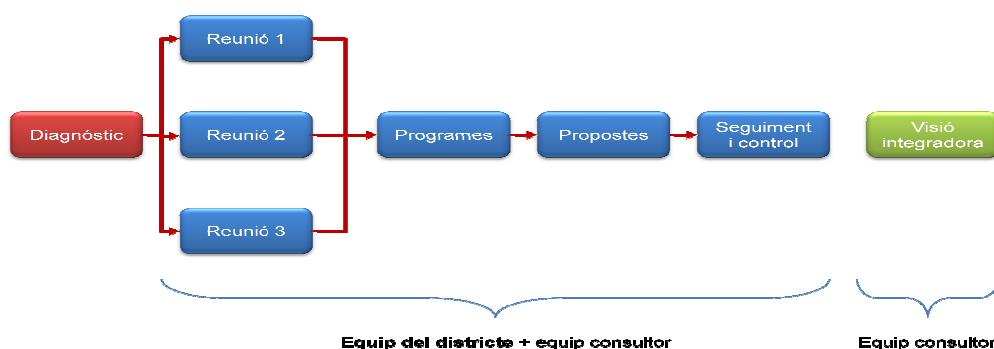 Reunió 1
Diagnóstic
Reunió 2
Programes
Propostes
Seguiment
i control
Visió
integradora
Reunió 3
Equip del districte + equip consultor
Equip consultor